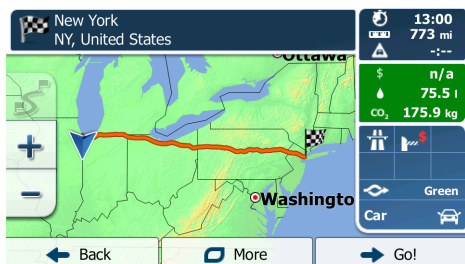 New York
NY, United States
13:00
773 mi
-:--
$ n/a
75.5 l
CO₂ 175.9 kg
Ottawa
+
Washingto
–
$
Green
Car
Back
More
Go!